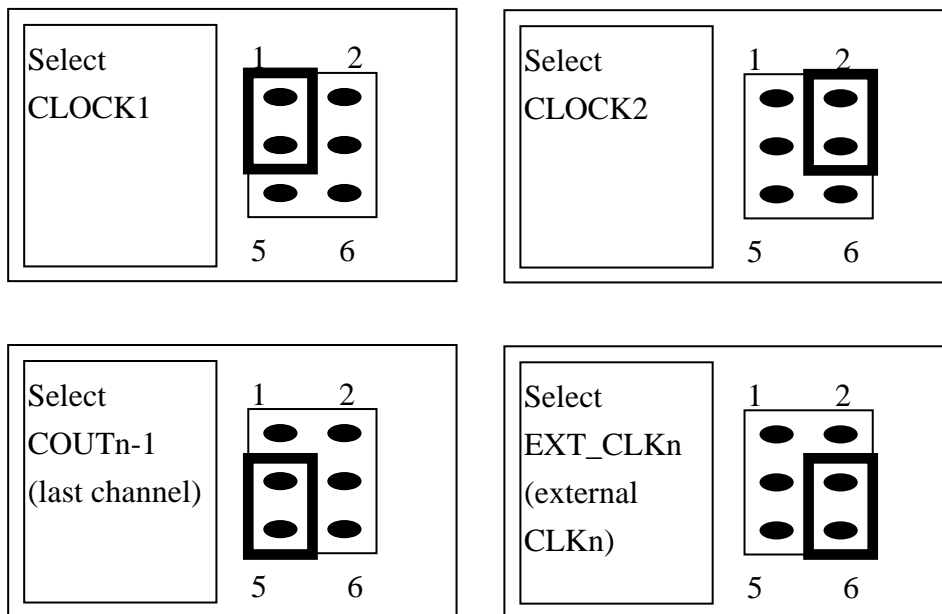 Select
CLOCK1
1 2
5 6
Select
CLOCK2
1 2
5 6
Select
COUTn-1
(last channel)
1 2
5 6
Select
EXT_CLKn
(external
CLKn)
1 2
5 6